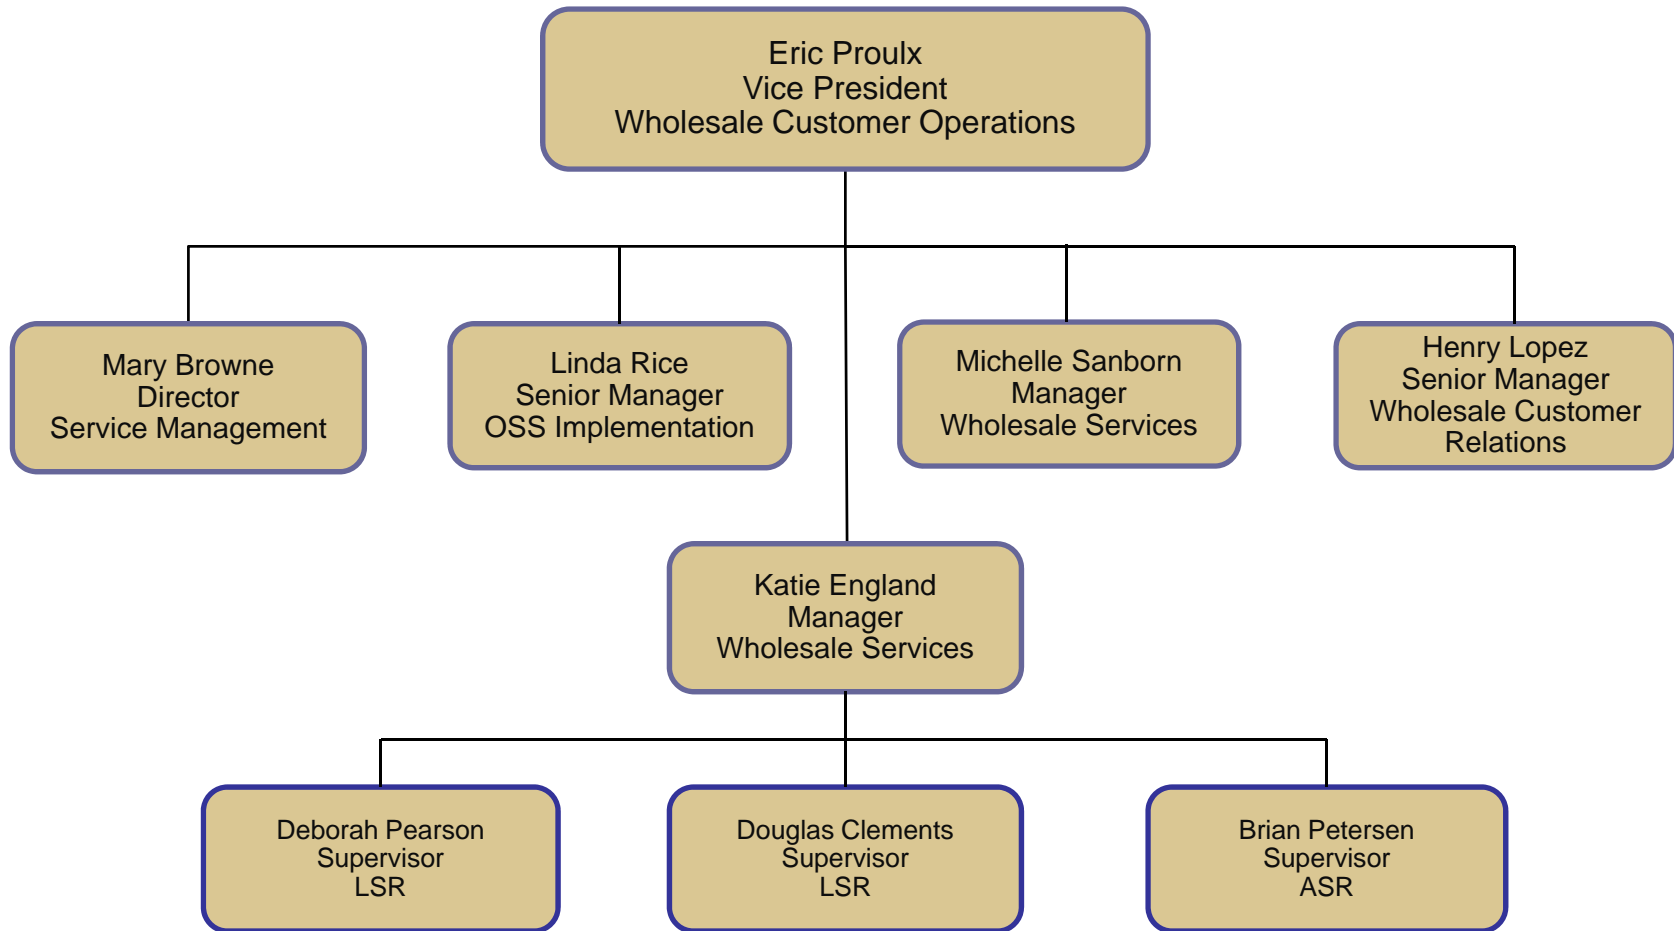 Eric Proulx
Vice President
Wholesale Customer Operations
Mary Browne
Director
Service Management
Linda Rice
Senior Manager
OSS Implementation
Michelle Sanborn
Manager
Wholesale Services
Henry Lopez
Senior Manager
Wholesale Customer
Relations
Katie England
Manager
Wholesale Services
Deborah Pearson
Supervisor
LSR
Douglas Clements
Supervisor
LSR
Brian Petersen
Supervisor
ASR